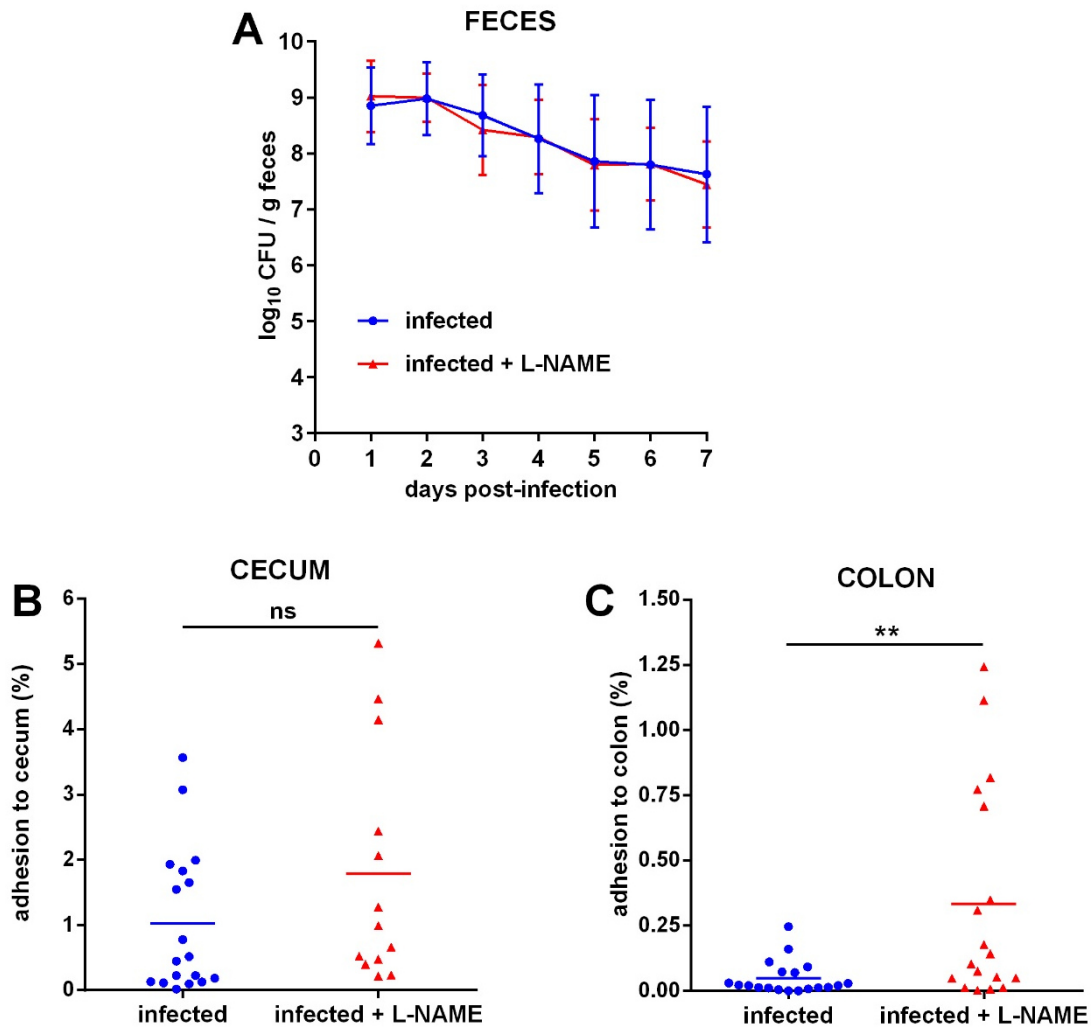 A
FECES
10
9
8
7
6
5
4
3
log10 CFU / g feces
infected
infected + L-NAME
0 1 2 3 4 5 6 7
days post-infection
B
CECUM
ns
6
5
4
3
2
1
0
adhesion to cecum (%)
infected infected + L-NAME
C
COLON
**
1.50
1.25
1.00
0.75
0.50
0.25
0.00
adhesion to colon (%)
infected infected + L-NAME